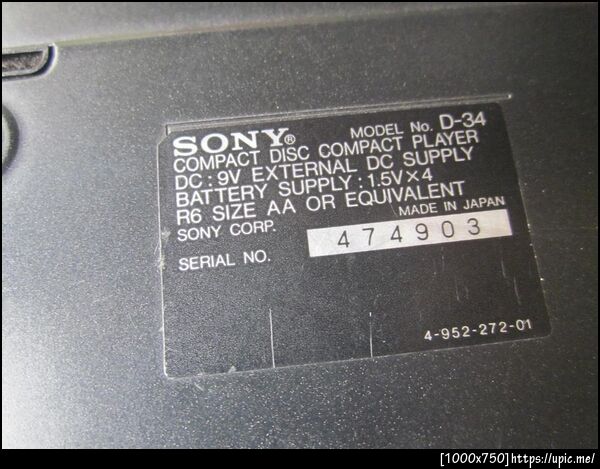 SONY® MODEL No. D-34
COMPACT DISC COMPACT PLAYER
DC : 9V EXTERNAL DC SUPPLY
BATTERY SUPPLY : 1.5V×4
R6 SIZE AA OR EQUIVALENT
SONY CORP. MADE IN JAPAN
SERIAL NO. 474903
4-952-272-01
[1000x750]https://upic.me/